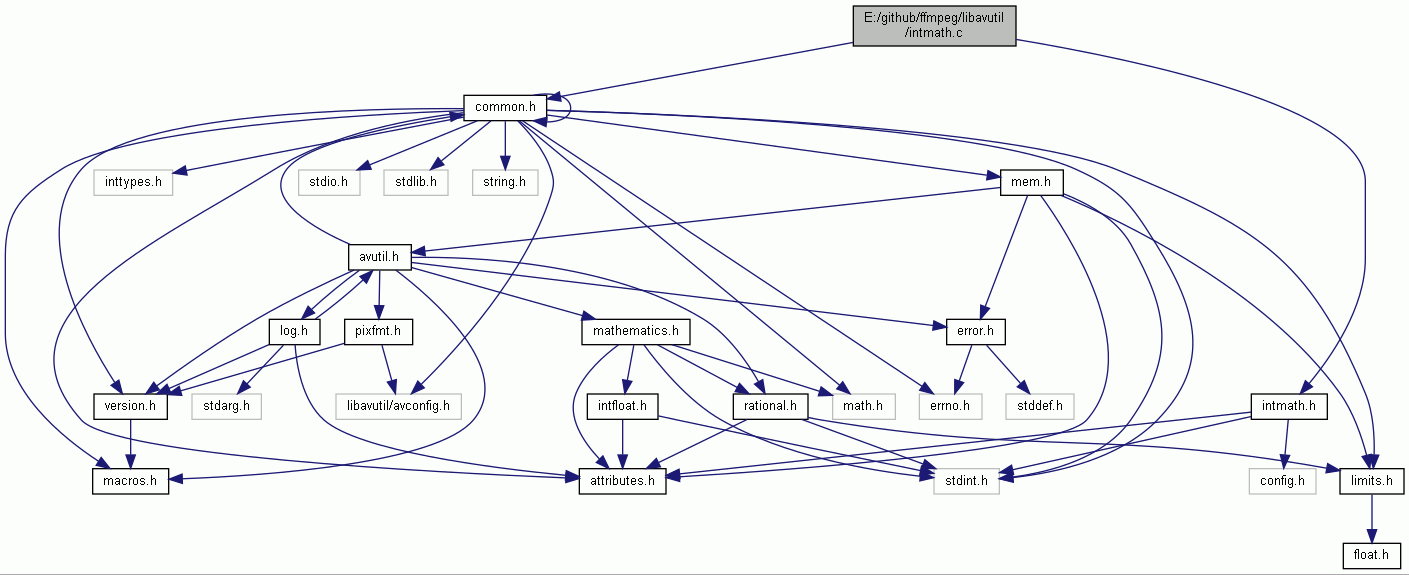 E:/github/ffmpeg/libavutil
/intmath.c
common.h
inttypes.h
stdio.h
stdlib.h
string.h
mem.h
avutil.h
log.h
pixfmt.h
mathematics.h
error.h
version.h
stdarg.h
libavutil/avconfig.h
intfloat.h
rational.h
math.h
errno.h
stddef.h
intmath.h
macros.h
attributes.h
stdint.h
config.h
limits.h
float.h